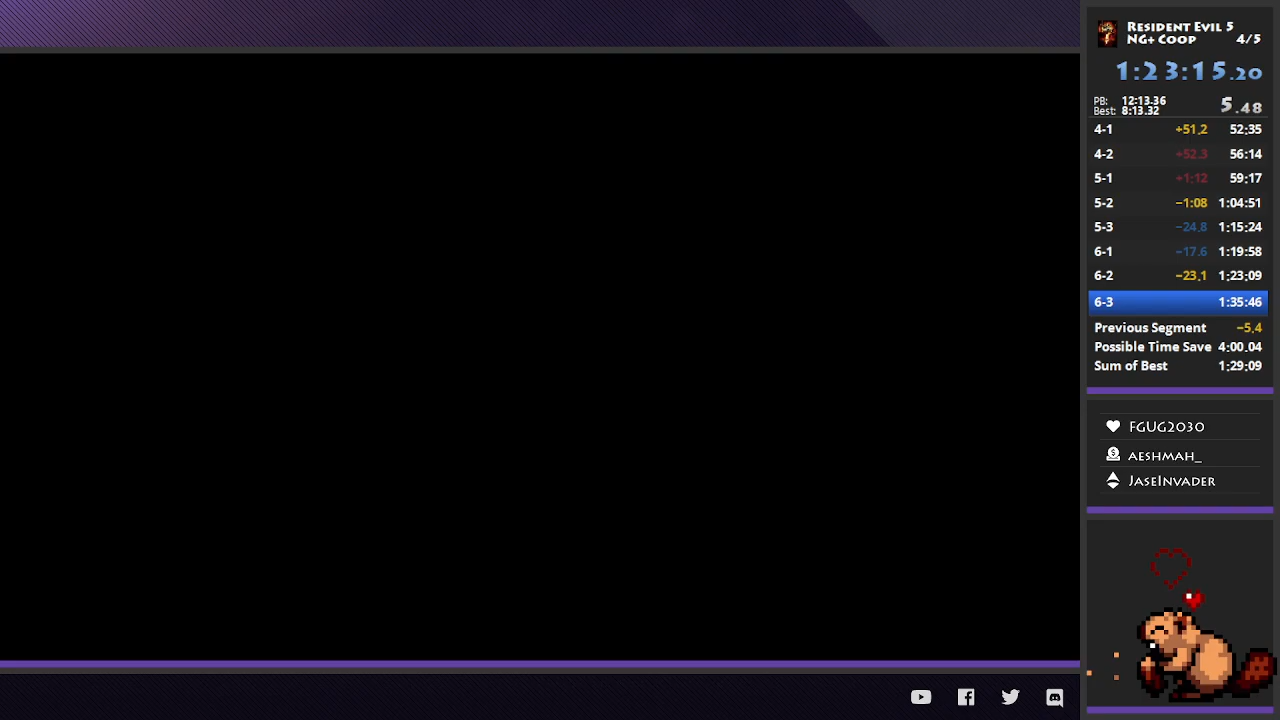 Resident Evil 5
NG+ Coop 4/5
1:23:15.20
PB: 12:13.36
Best: 8:13.32
5.48
4-1 +51.2 52:35
4-2 +52.3 56:14
5-1 +1:12 59:17
5-2 −1:08 1:04:51
5-3 −24.8 1:15:24
6-1 −17.6 1:19:58
6-2 −23.1 1:23:09
6-3 1:35:46
Previous Segment −5.4
Possible Time Save 4:00.04
Sum of Best 1:29:09
FGUG2030
aeshmah_
JaseInvader